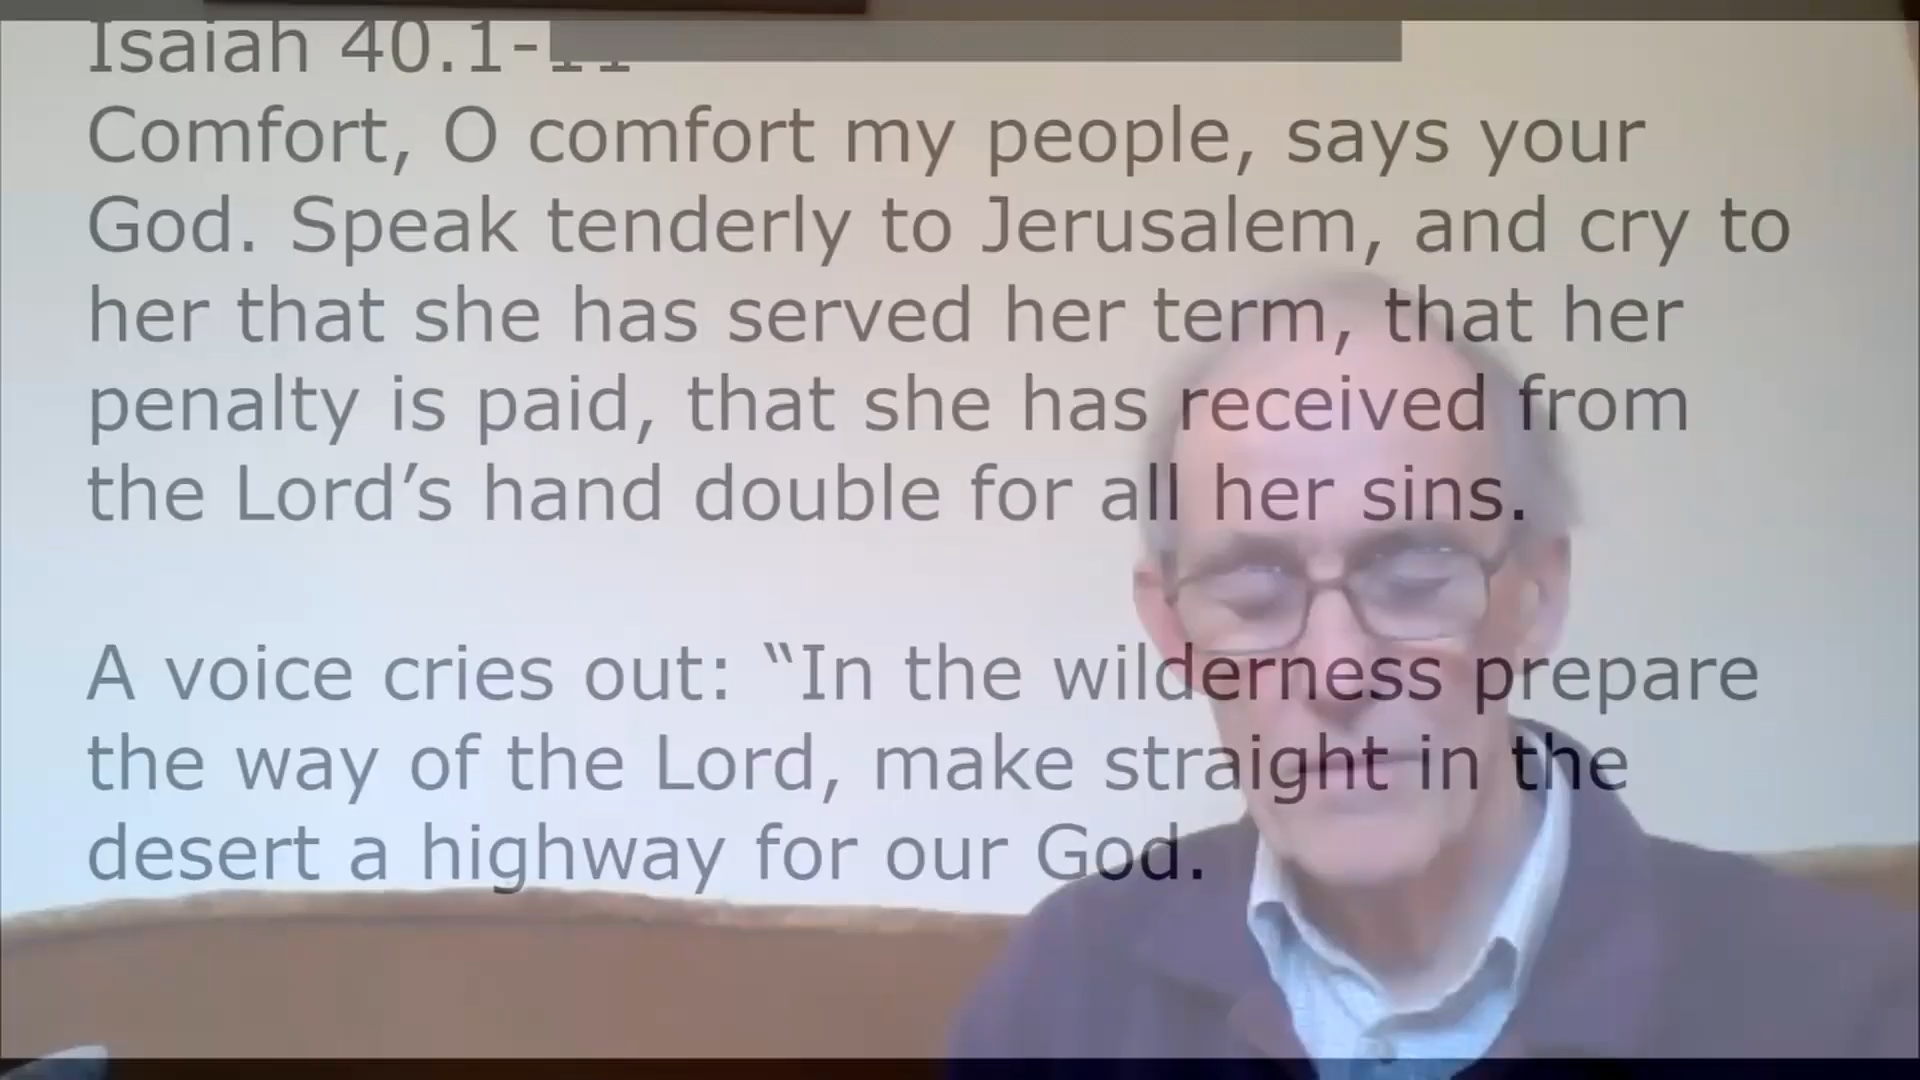 Isaiah 40.1-11
Comfort, O comfort my people, says your
God. Speak tenderly to Jerusalem, and cry to
her that she has served her term, that her
penalty is paid, that she has received from
the Lord’s hand double for all her sins.
A voice cries out: “In the wilderness prepare
the way of the Lord, make straight in the
desert a highway for our God.